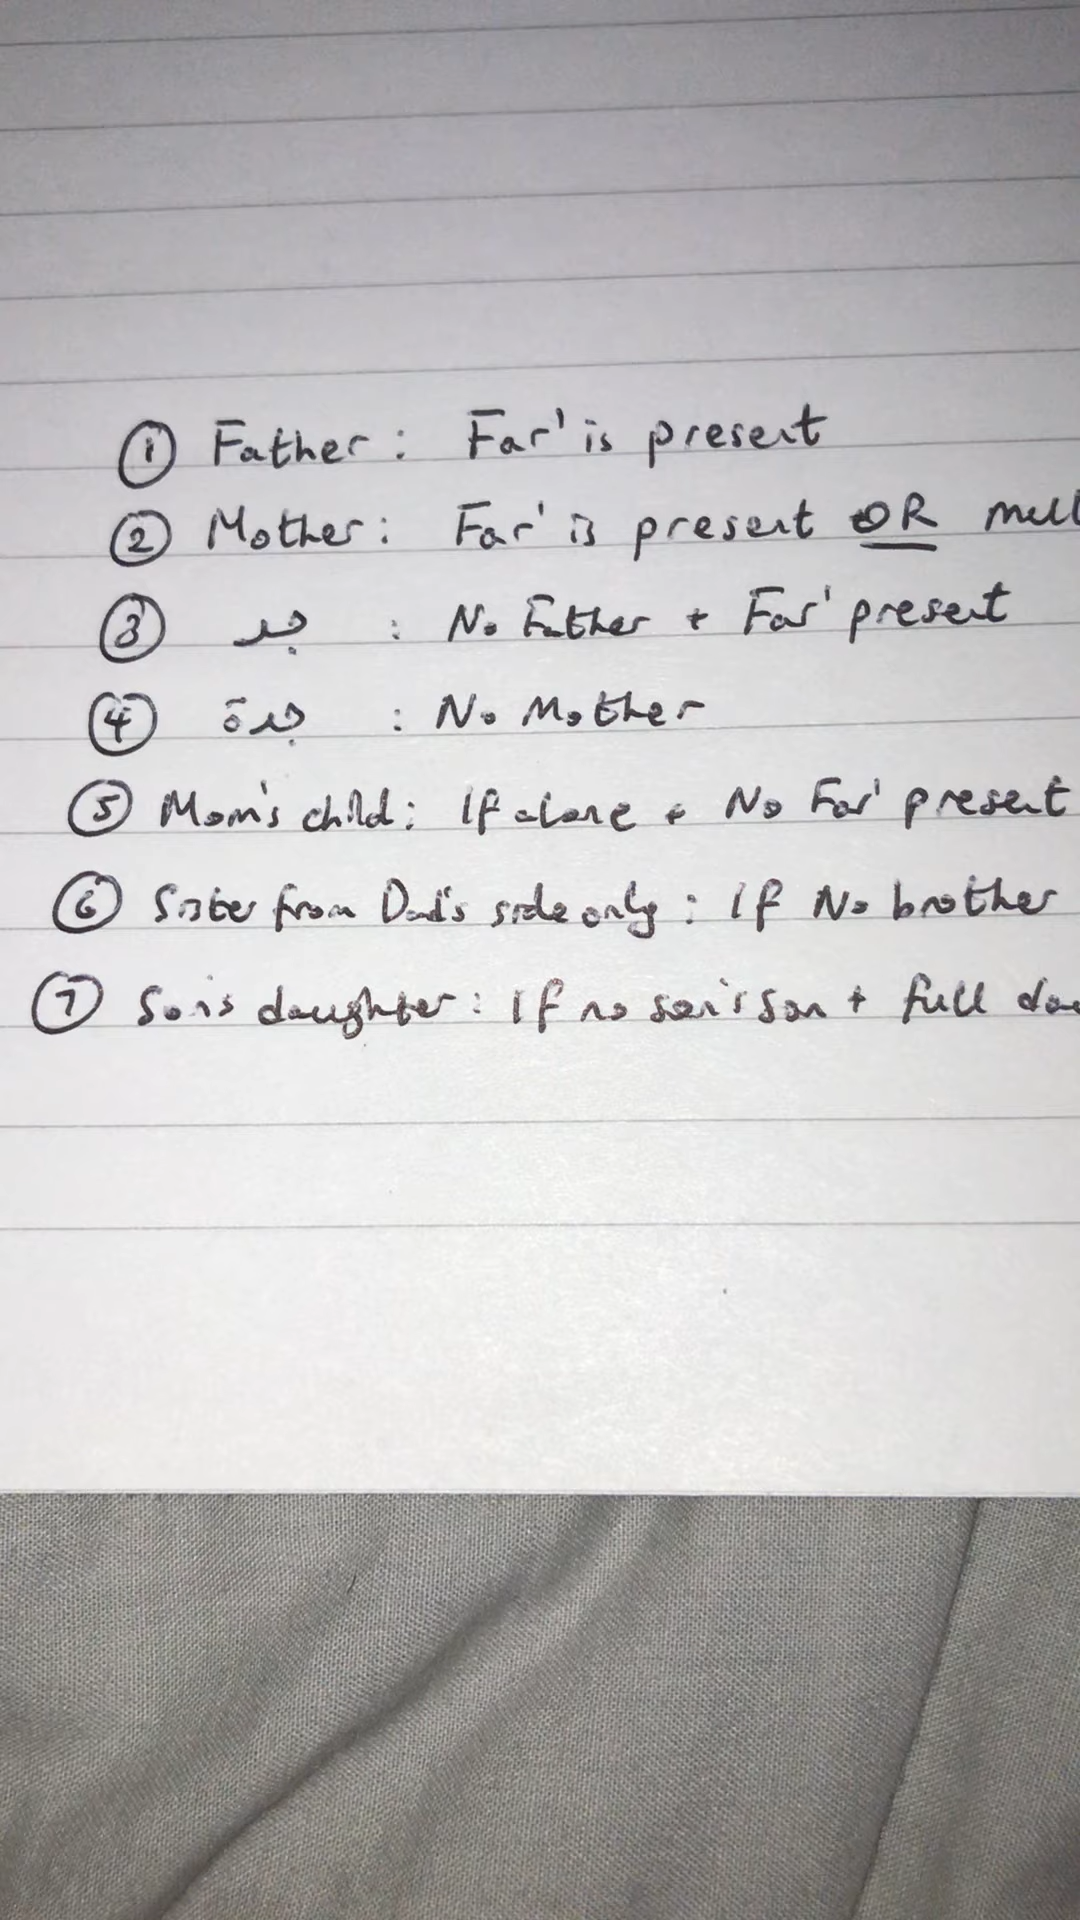 ① Father: Far' is present
② Mother: Far' is present OR
③ جد : No Father + Far' present
④ جدة : No Mother
⑤ Mom's child: If alone + No Far' present
⑥ Sister from Dad's side only: If No brother
⑦ Son's daughter: If no son's son + full